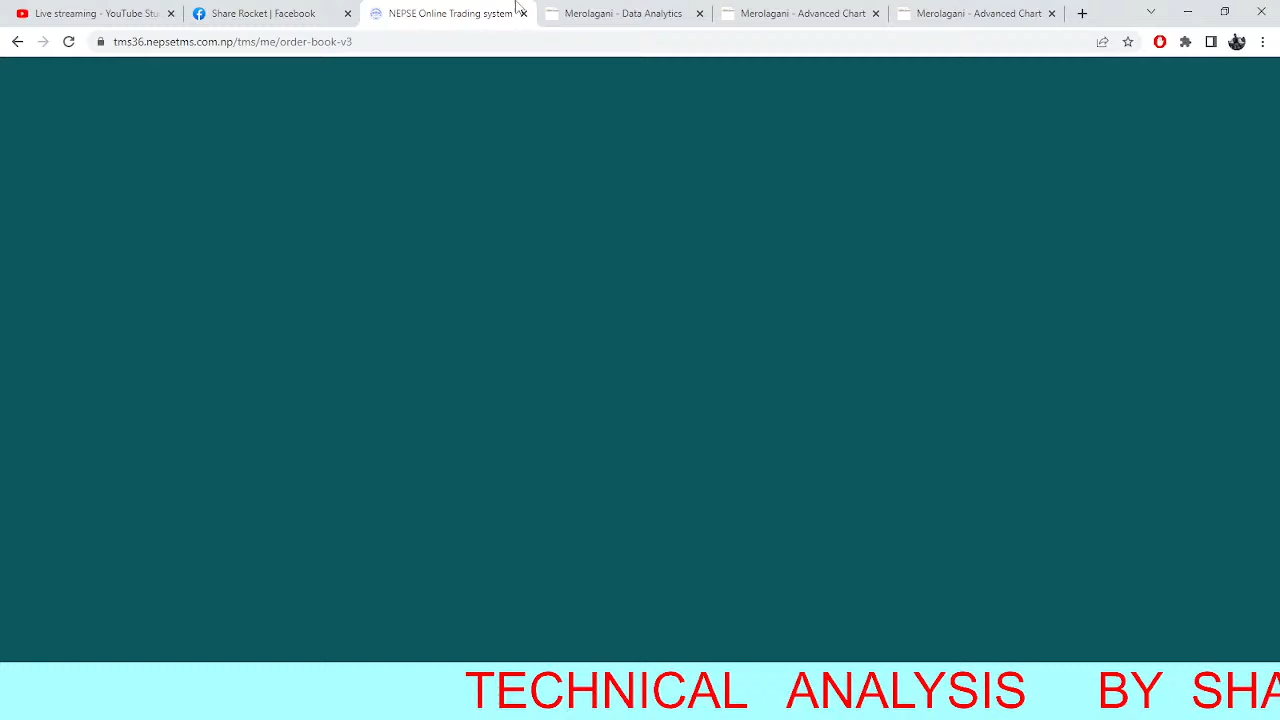 Live streaming - YouTube Stu
Share Rocket | Facebook
NEPSE Online Trading system
Merolagani - Data Analytics
Merolagani - Advanced Chart
Merolagani - Advanced Chart
tms36.nepsetms.com.np/tms/me/order-book-v3
TECHNICAL ANALYSIS BY SHA